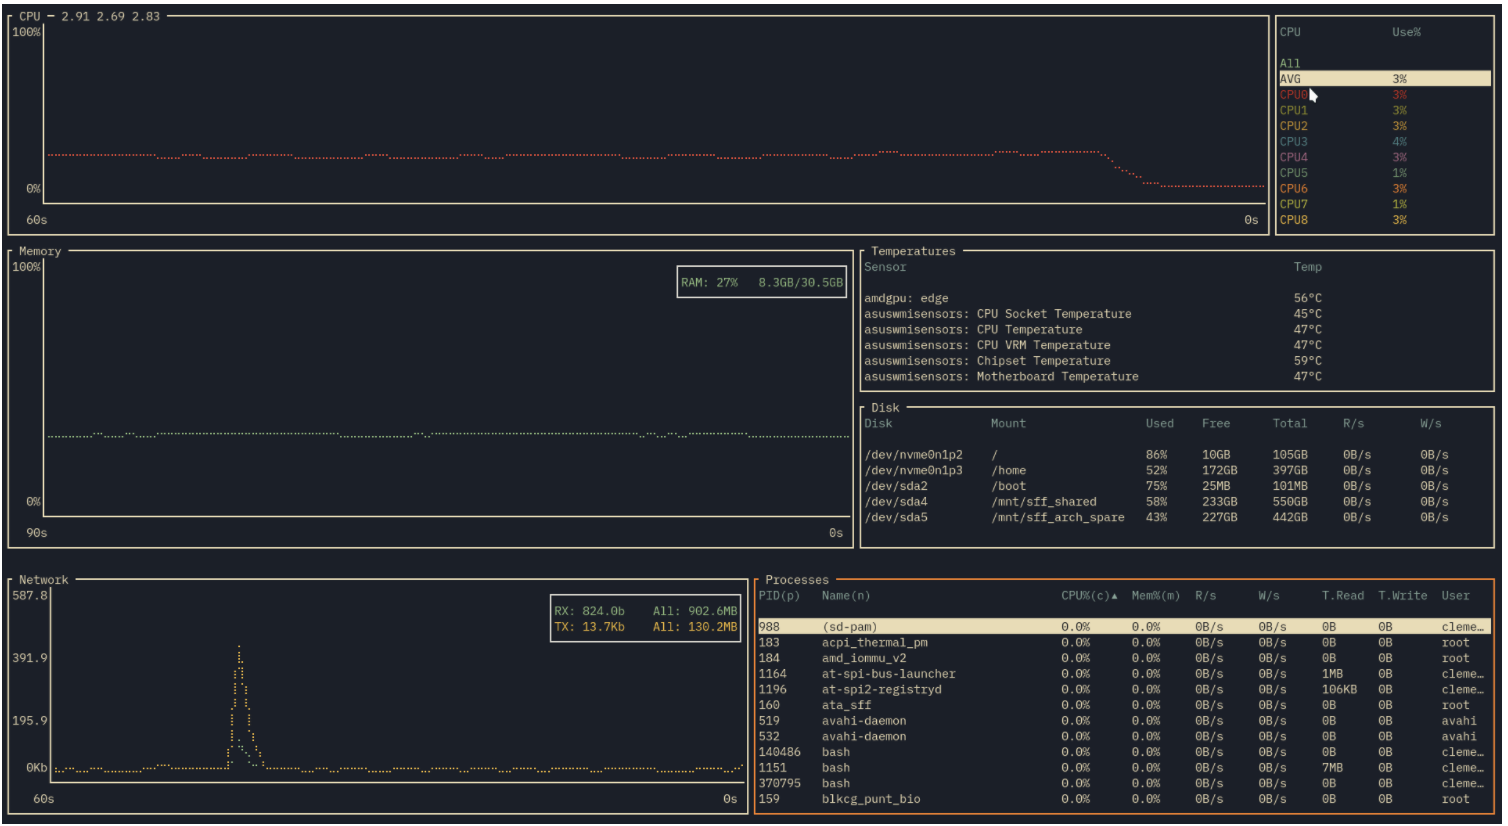 CPU — 2.91 2.69 2.83
100%
0%
60s 0s
CPU Use%
All
AVG 3%
CPU0 3%
CPU1 3%
CPU2 3%
CPU3 4%
CPU4 3%
CPU5 1%
CPU6 3%
CPU7 1%
CPU8 3%
Memory
100%
RAM: 27% 8.3GB/30.5GB
0%
90s 0s
Temperatures
Sensor Temp
amdgpu: edge 56°C
asuswmisensors: CPU Socket Temperature 45°C
asuswmisensors: CPU Temperature 47°C
asuswmisensors: CPU VRM Temperature 47°C
asuswmisensors: Chipset Temperature 59°C
asuswmisensors: Motherboard Temperature 47°C
Disk
Disk Mount Used Free Total R/s W/s
/dev/nvme0n1p2 / 86% 10GB 105GB 0B/s 0B/s
/dev/nvme0n1p3 /home 52% 172GB 397GB 0B/s 0B/s
/dev/sda2 /boot 75% 25MB 101MB 0B/s 0B/s
/dev/sda4 /mnt/sff_shared 58% 233GB 550GB 0B/s 0B/s
/dev/sda5 /mnt/sff_arch_spare 43% 227GB 442GB 0B/s 0B/s
Network
587.8
RX: 824.0b All: 902.6MB
TX: 13.7Kb All: 130.2MB
391.9
195.9
0Kb
60s 0s
Processes
PID(p) Name(n) CPU%(c)▲ Mem%(m) R/s W/s T.Read T.Write User
988 (sd-pam) 0.0% 0.0% 0B/s 0B/s 0B 0B cleme…
183 acpi_thermal_pm 0.0% 0.0% 0B/s 0B/s 0B 0B root
184 amd_iommu_v2 0.0% 0.0% 0B/s 0B/s 0B 0B root
1164 at-spi-bus-launcher 0.0% 0.0% 0B/s 0B/s 1MB 0B cleme…
1196 at-spi2-registryd 0.0% 0.0% 0B/s 0B/s 106KB 0B cleme…
160 ata_sff 0.0% 0.0% 0B/s 0B/s 0B 0B root
519 avahi-daemon 0.0% 0.0% 0B/s 0B/s 0B 0B avahi
532 avahi-daemon 0.0% 0.0% 0B/s 0B/s 0B 0B avahi
140486 bash 0.0% 0.0% 0B/s 0B/s 0B 0B cleme…
1151 bash 0.0% 0.0% 0B/s 0B/s 7MB 0B cleme…
370795 bash 0.0% 0.0% 0B/s 0B/s 0B 0B cleme…
159 blkcg_punt_bio 0.0% 0.0% 0B/s 0B/s 0B 0B root